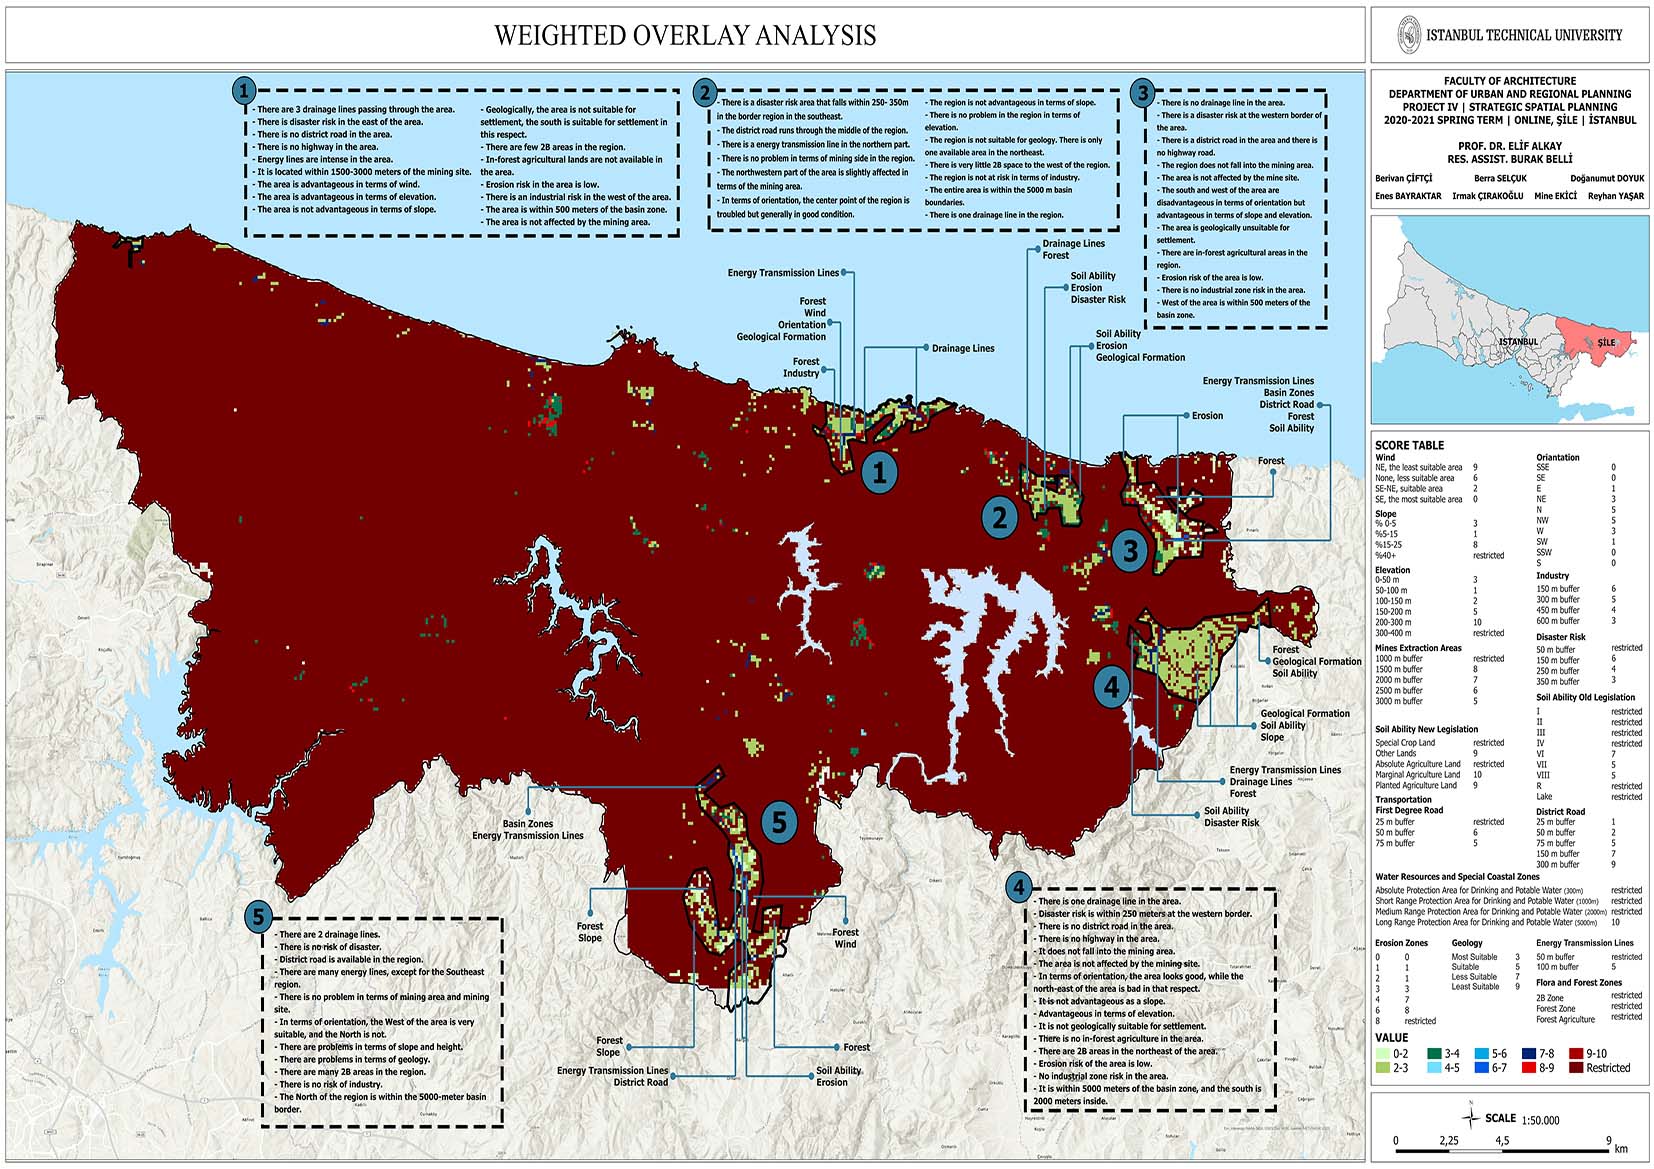 WEIGHTED OVERLAY ANALYSIS
ISTANBUL TECHNICAL UNIVERSITY
FACULTY OF ARCHITECTURE
DEPARTMENT OF URBAN AND REGIONAL PLANNING
PROJECT IV | STRATEGIC SPATIAL PLANNING
2020-2021 SPRING TERM | ONLINE, ŞİLE | İSTANBUL
PROF. DR. ELİF ALKAY
RES. ASSIST. BURAK BELLİ
Berivan ÇİFTÇİ Berra SELÇUK Doğanumut DOYUK
Enes BAYRAKTAR Irmak ÇIRAKOĞLU Mine EKİCİ Reyhan YAŞAR
1
- There are 3 drainage lines passing through the area.
- There is disaster risk in the east of the area.
- There is no district road in the area.
- There is no highway in the area.
- Energy lines are intense in the area.
- It is located within 1500-3000 meters of the mining site.
- The area is advantageous in terms of wind.
- The area is advantageous in terms of elevation.
- The area is not advantageous in terms of slope.
- Geologically, the area is not suitable for
settlement, the south is suitable for settlement in
this respect.
- There are few 2B areas in the region.
- In-forest agricultural lands are not available in
the area.
- Erosion risk in the area is low.
- There is an industrial risk in the west of the area.
- The area is within 500 meters of the basin zone.
- The area is not affected by the mining area.
2
- There is a disaster risk area that falls within 250- 350m
in the border region in the southeast.
- The district road runs through the middle of the region.
- There is a energy transmission line in the northern part.
- There is no problem in terms of mining side in the region.
- The northwestern part of the area is slightly affected in
terms of the mining area.
- In terms of orientation, the center point of the region is
troubled but generally in good condition.
- The region is not advantageous in terms of slope.
- There is no problem in the region in terms of
elevation.
- The region is not suitable for geology. There is only
one available area in the northeast.
- There is very little 2B space to the west of the region.
- The region is not at risk in terms of industry.
- The entire area is within the 5000 m basin
boundaries.
- There is one drainage line in the region.
3
- There is no drainage line in the area.
- There is a disaster risk at the western border of
the area.
- There is a district road in the area and there is
no highway road.
- The region does not fall into the mining area.
- The area is not affected by the mine site.
- The south and west of the area are
disadvantageous in terms of orientation but
advantageous in terms of slope and elevation.
- The area is geologically unsuitable for
settlement.
- There are in-forest agricultural areas in the
region.
- Erosion risk of the area is low.
- There is no industrial zone risk in the area.
- West of the area is within 500 meters of the
basin zone.
Drainage Lines
Forest
Energy Transmission Lines
Soil Ability
Erosion
Disaster Risk
Forest
Wind
Orientation
Geological Formation
Soil Ability
Erosion
Geological Formation
Drainage Lines
Forest
Industry
Energy Transmission Lines
Basin Zones
District Road
Forest
Soil Ability
Erosion
Forest
1
2
3
4
5
Forest
Geological Formation
Soil Ability
Geological Formation
Soil Ability
Slope
Energy Transmission Lines
Drainage Lines
Forest
Soil Ability
Disaster Risk
Basin Zones
Energy Transmission Lines
Forest
Slope
Forest
Wind
Forest
Slope
Forest
Energy Transmission Lines
District Road
Soil Ability
Erosion
5
- There are 2 drainage lines.
- There is no risk of disaster.
- District road is available in the region.
- There are many energy lines, except for the Southeast
region.
- There is no problem in terms of mining area and mining
site.
- In terms of orientation, the West of the area is very
suitable, and the North is not.
- There are problems in terms of slope and height.
- There are problems in terms of geology.
- There are many 2B areas in the region.
- There is no risk of industry.
- The North of the region is within the 5000-meter basin
border.
4
- There is one drainage line in the area.
- Disaster risk is within 250 meters at the western border.
- There is no district road in the area.
- There is no highway in the area.
- It does not fall into the mining area.
- The area is not affected by the mining site.
- In terms of orientation, the area looks good, while the
north-east of the area is bad in that respect.
- It is not advantageous as a slope.
- Advantageous in terms of elevation.
- It is not geologically suitable for settlement.
- There is no in-forest agriculture in the area.
- There are 2B areas in the northeast of the area.
- Erosion risk of the area is low.
- No industrial zone risk in the area.
- It is within 5000 meters of the basin zone, and the south is
2000 meters inside.
ISTANBUL
ŞİLE
SCORE TABLE
Wind
NE, the least suitable area 9
None, less suitable area 6
SE-NE, suitable area 2
SE, the most suitable area 0
Slope
% 0-5 3
%5-15 1
%15-25 8
%40+ restricted
Elevation
0-50 m 3
50-100 m 1
100-150 m 2
150-200 m 5
200-300 m 10
300-400 m restricted
Mines Extraction Areas
1000 m buffer restricted
1500 m buffer 8
2000 m buffer 7
2500 m buffer 6
3000 m buffer 5
Soil Ability New Legislation
Special Crop Land restricted
Other Lands 9
Absolute Agriculture Land restricted
Marginal Agriculture Land 10
Planted Agriculture Land 9
Transportation
First Degree Road
25 m buffer restricted
50 m buffer 6
75 m buffer 5
Oriantation
SSE 0
SE 0
E 1
NE 3
N 5
NW 5
W 3
SW 1
SSW 0
S 0
Industry
150 m buffer 6
300 m buffer 5
450 m buffer 4
600 m buffer 3
Disaster Risk
50 m buffer restricted
150 m buffer 6
250 m buffer 4
350 m buffer 3
Soil Ability Old Legislation
I restricted
II restricted
III restricted
IV restricted
VI 7
VII 5
VIII 5
R restricted
Lake restricted
District Road
25 m buffer 1
50 m buffer 2
75 m buffer 5
150 m buffer 7
300 m buffer 9
Water Resources and Special Coastal Zones
Absolute Protection Area for Drinking and Potable Water (300m) restricted
Short Range Protection Area for Drinking and Potable Water (1000m) restricted
Medium Range Protection Area for Drinking and Potable Water (2000m) restricted
Long Range Protection Area for Drinking and Potable Water (5000m) 10
Erosion Zones
0 0
1 1
2 1
3 3
4 7
6 8
8 restricted
Geology
Most Suitable 3
Suitable 5
Less Suitable 7
Least Suitable 9
Energy Transmission Lines
50 m buffer restricted
100 m buffer 5
Flora and Forest Zones
2B Zone restricted
Forest Zone restricted
Forest Agriculture restricted
VALUE
0-2 3-4 5-6 7-8 9-10
2-3 4-5 6-7 8-9 Restricted
N
SCALE 1:50.000
0 2,25 4,5 9
km